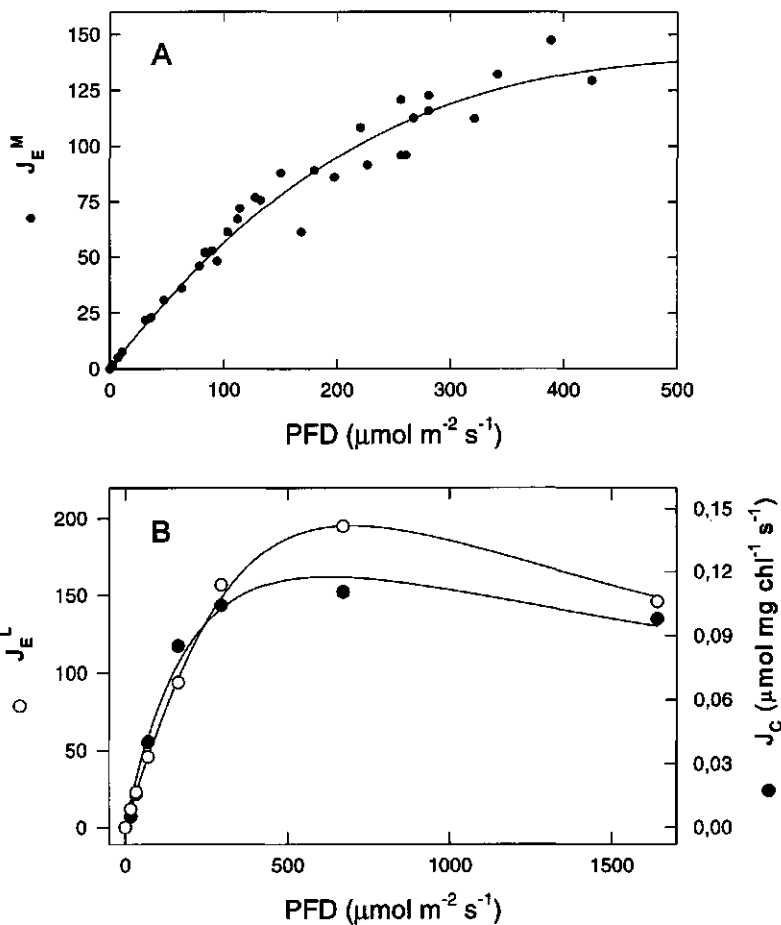 A
150
125
100
75
50
25
0
● J_E^M
0 100 200 300 400 500
PFD (μmol m⁻² s⁻¹)
B
200
150
100
50
0
○ J_E^L
0,15
0,12
0,09
0,06
0,03
0,00
● J_C (μmol mg chl⁻¹ s⁻¹)
0 500 1000 1500
PFD (μmol m⁻² s⁻¹)